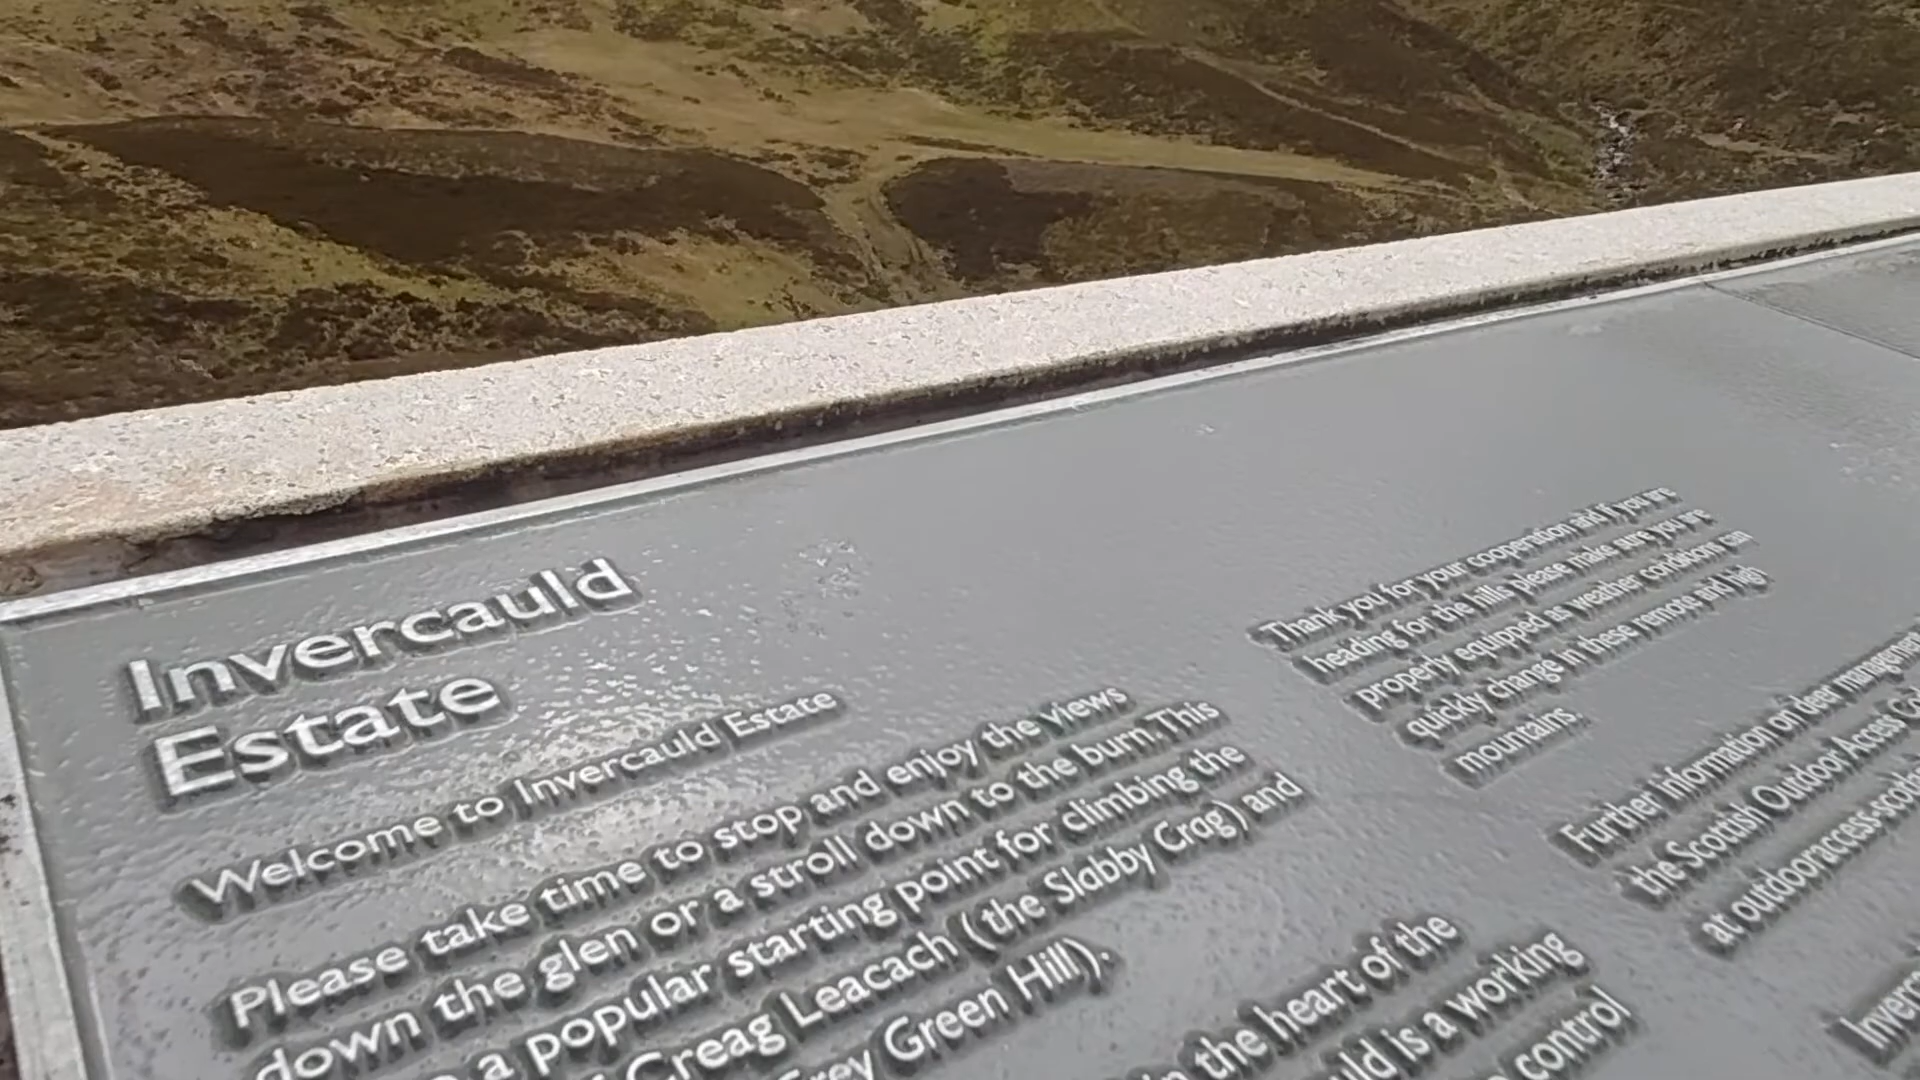 Invercauld
Estate
Welcome to Invercauld Estate
Please take time to stop and enjoy the views
down the glen or a stroll down to the burn. This
a popular starting point for climbing the
Creag Leacach (the Slabby Crag) and
Grey Green Hill).
in the heart of the
is a working
control
Thank you for your cooperation and if you are
heading for the hills please make sure you are
properly equipped as weather conditions can
quickly change in these remote and high
mountains.
Further information on deer management
the Scottish Outdoor Access
at